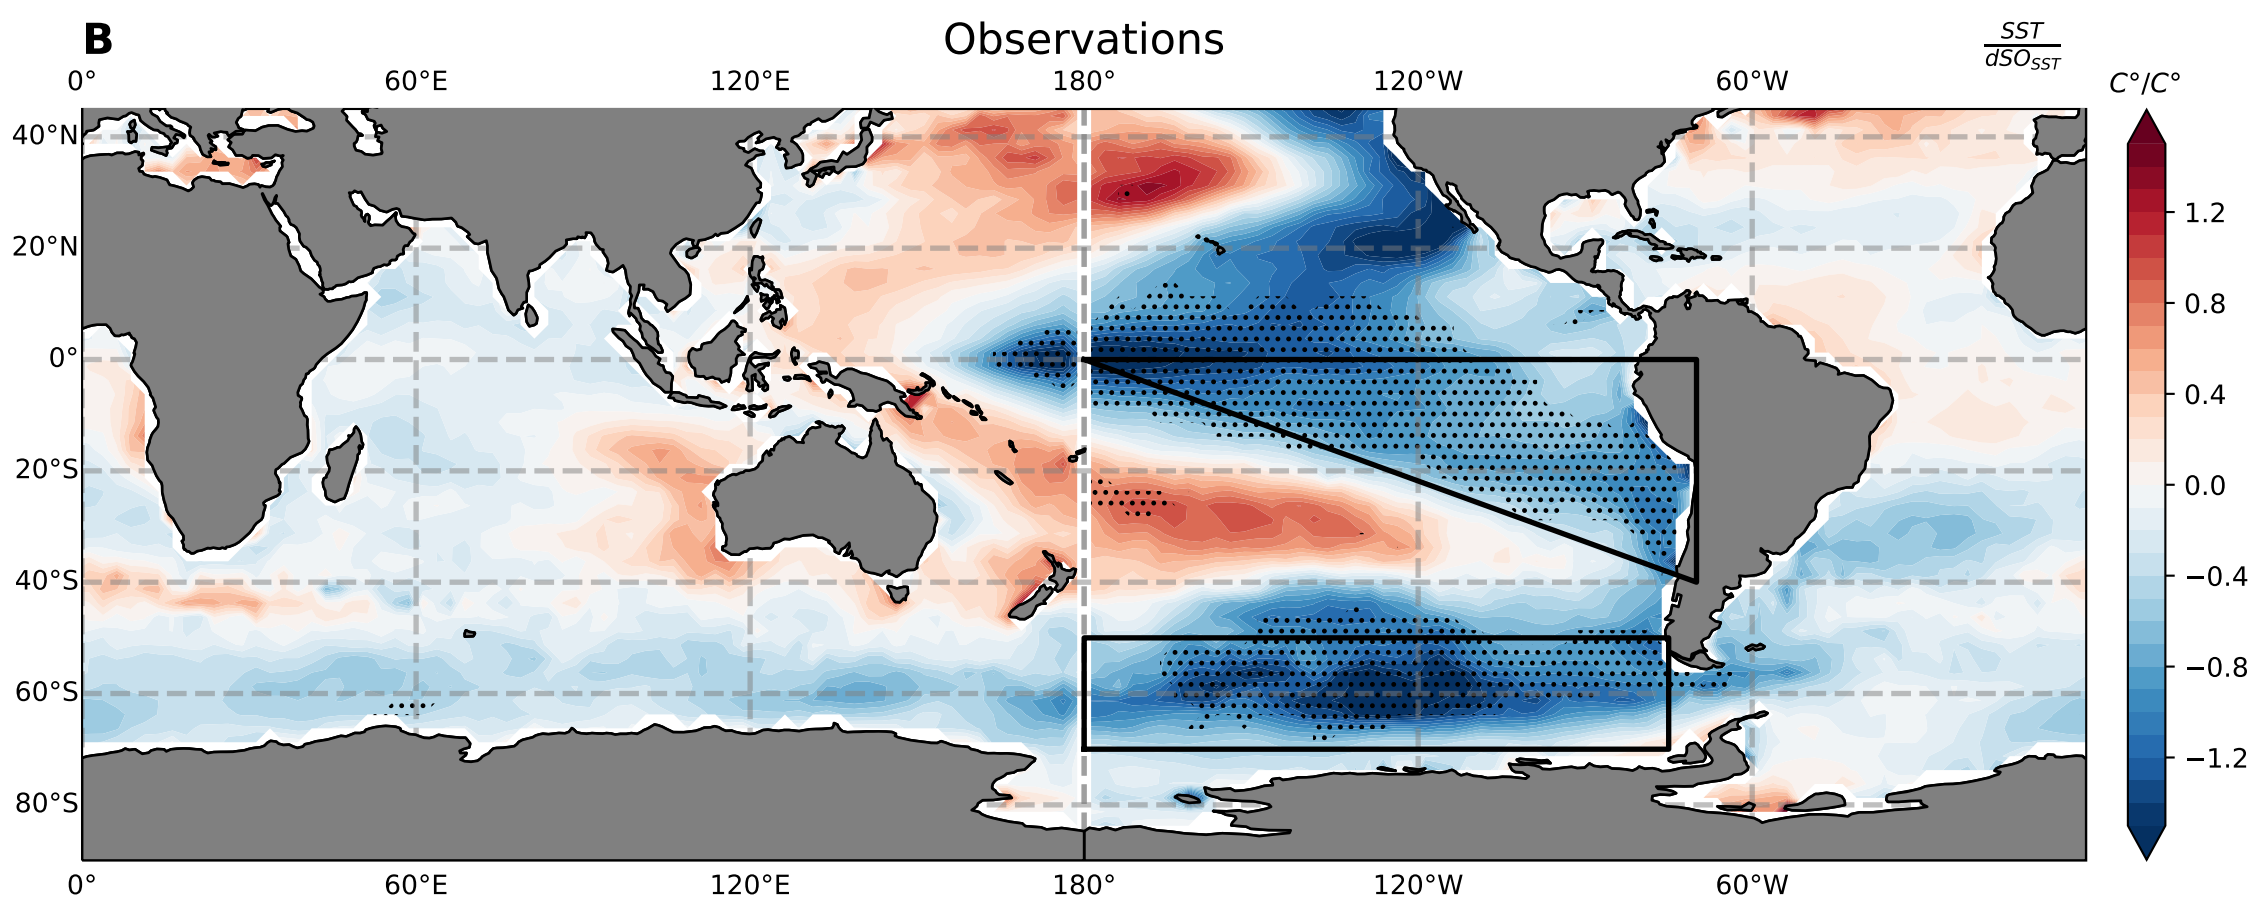 B
Observations
SST
dSO_SST
0° 60°E 120°E 180° 120°W 60°W
C°/C°
40°N
20°N
0°
20°S
40°S
60°S
80°S
1.2
0.8
0.4
0.0
−0.4
−0.8
−1.2
0° 60°E 120°E 180° 120°W 60°W